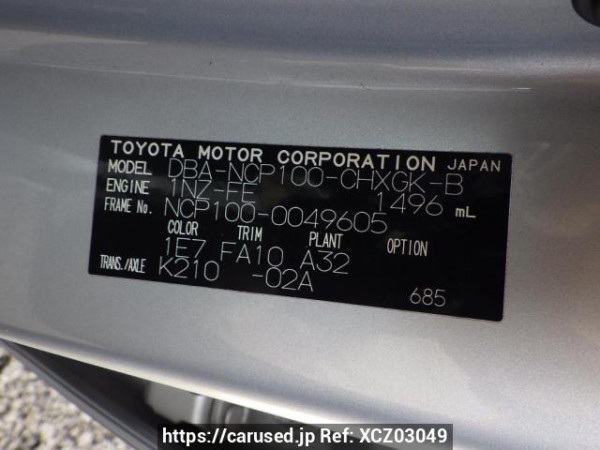 TOYOTA MOTOR CORPORATION JAPAN
MODEL DBA-NCP100-CHXGK-B
ENGINE 1NZ-FE 1496 mL
FRAME No. NCP100-0049605
COLOR TRIM PLANT OPTION
1E7 FA10 A32
TRANS./AXLE K210 -02A
685
https://carused.jp Ref: XCZ03049